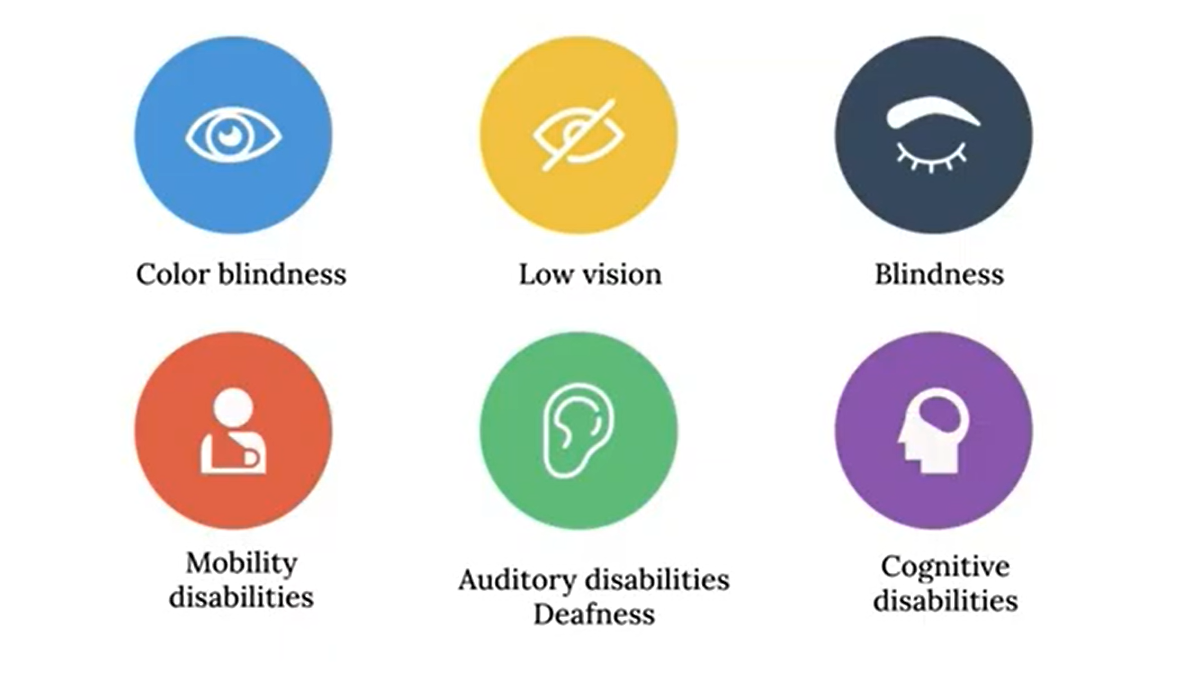 Color blindness
Low vision
Blindness
Mobility
disabilities
Auditory disabilities
Deafness
Cognitive
disabilities